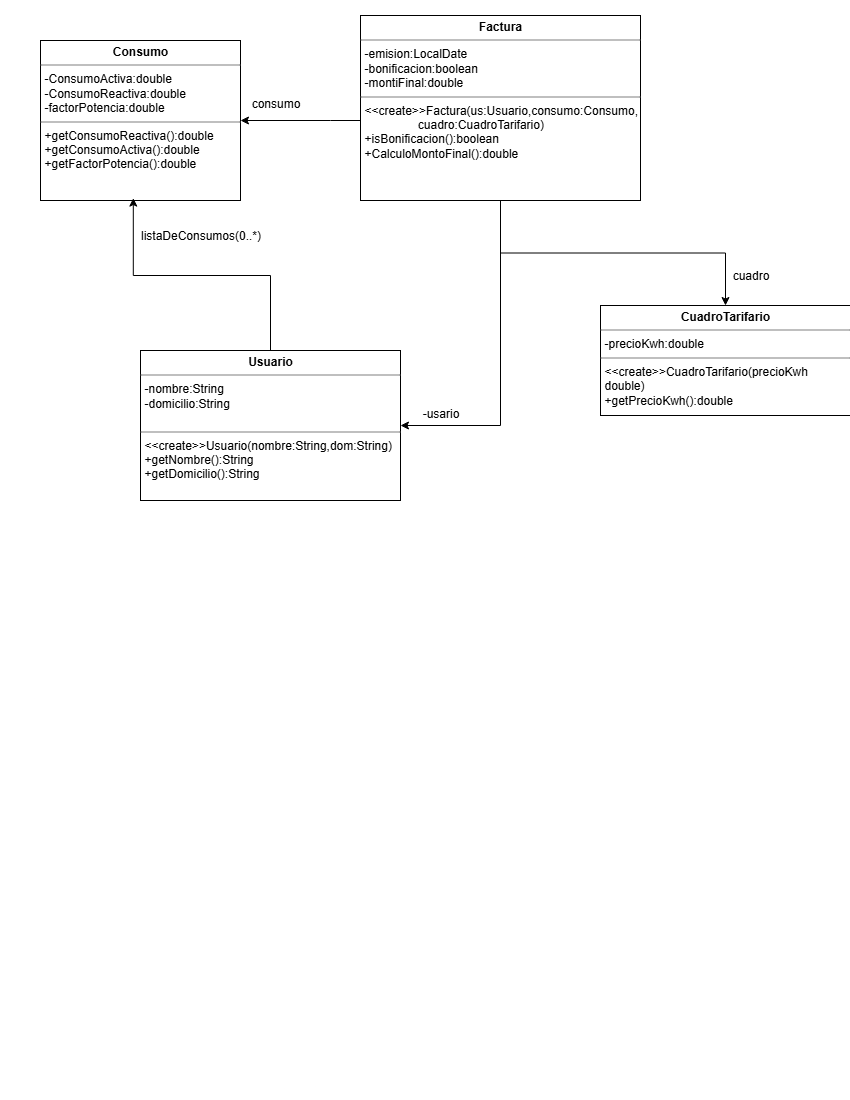 Consumo
-ConsumoActiva:double
-ConsumoReactiva:double
-factorPotencia:double
+getConsumoReactiva():double
+getConsumoActiva():double
+getFactorPotencia():double
consumo
Factura
-emision:LocalDate
-bonificacion:boolean
-montiFinal:double
<<create>>Factura(us:Usuario,consumo:Consumo,
cuadro:CuadroTarifario)
+isBonificacion():boolean
+CalculoMontoFinal():double
listaDeConsumos(0..*)
cuadro
CuadroTarifario
-precioKwh:double
<<create>>CuadroTarifario(precioKwh
double)
+getPrecioKwh():double
Usuario
-nombre:String
-domicilio:String
<<create>>Usuario(nombre:String,dom:String)
+getNombre():String
+getDomicilio():String
-usario